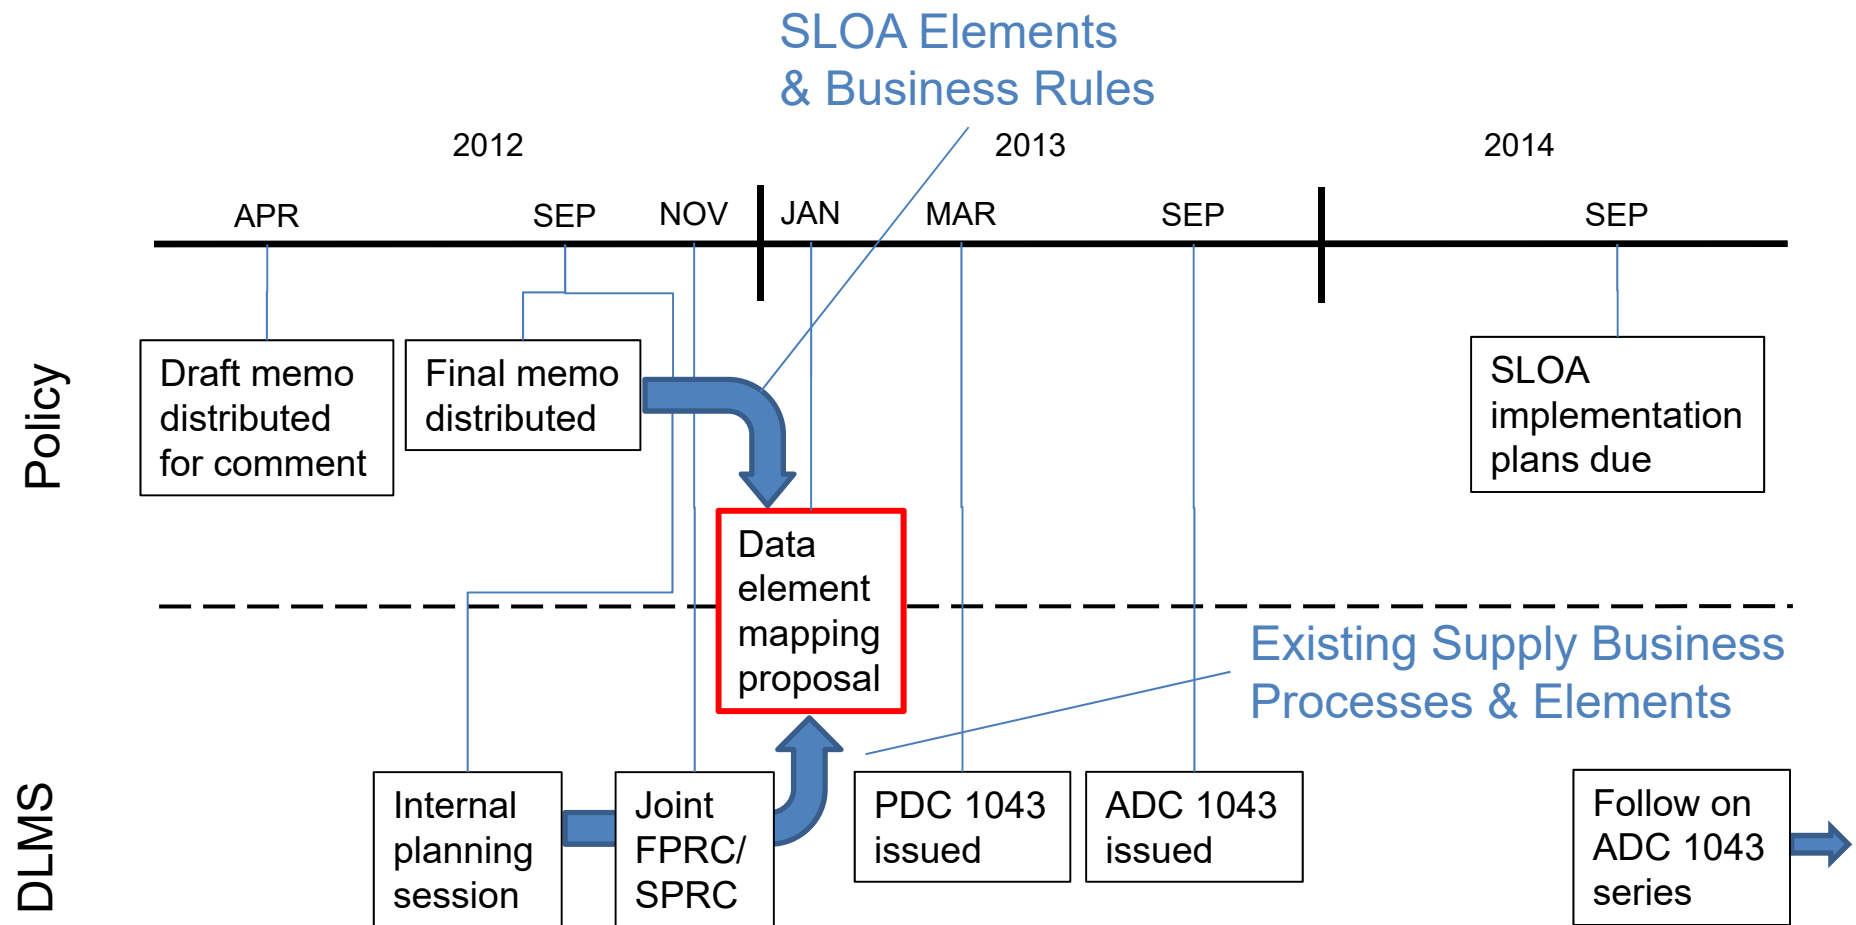 SLOA Elements
& Business Rules
2012
2013
2014
APR
SEP
NOV
JAN
MAR
SEP
SEP
Policy
Draft memo
distributed
for comment
Final memo
distributed
SLOA
implementation
plans due
Data
element
mapping
proposal
Existing Supply Business
Processes & Elements
DLMS
Internal
planning
session
Joint
FPRC/
SPRC
PDC 1043
issued
ADC 1043
issued
Follow on
ADC 1043
series